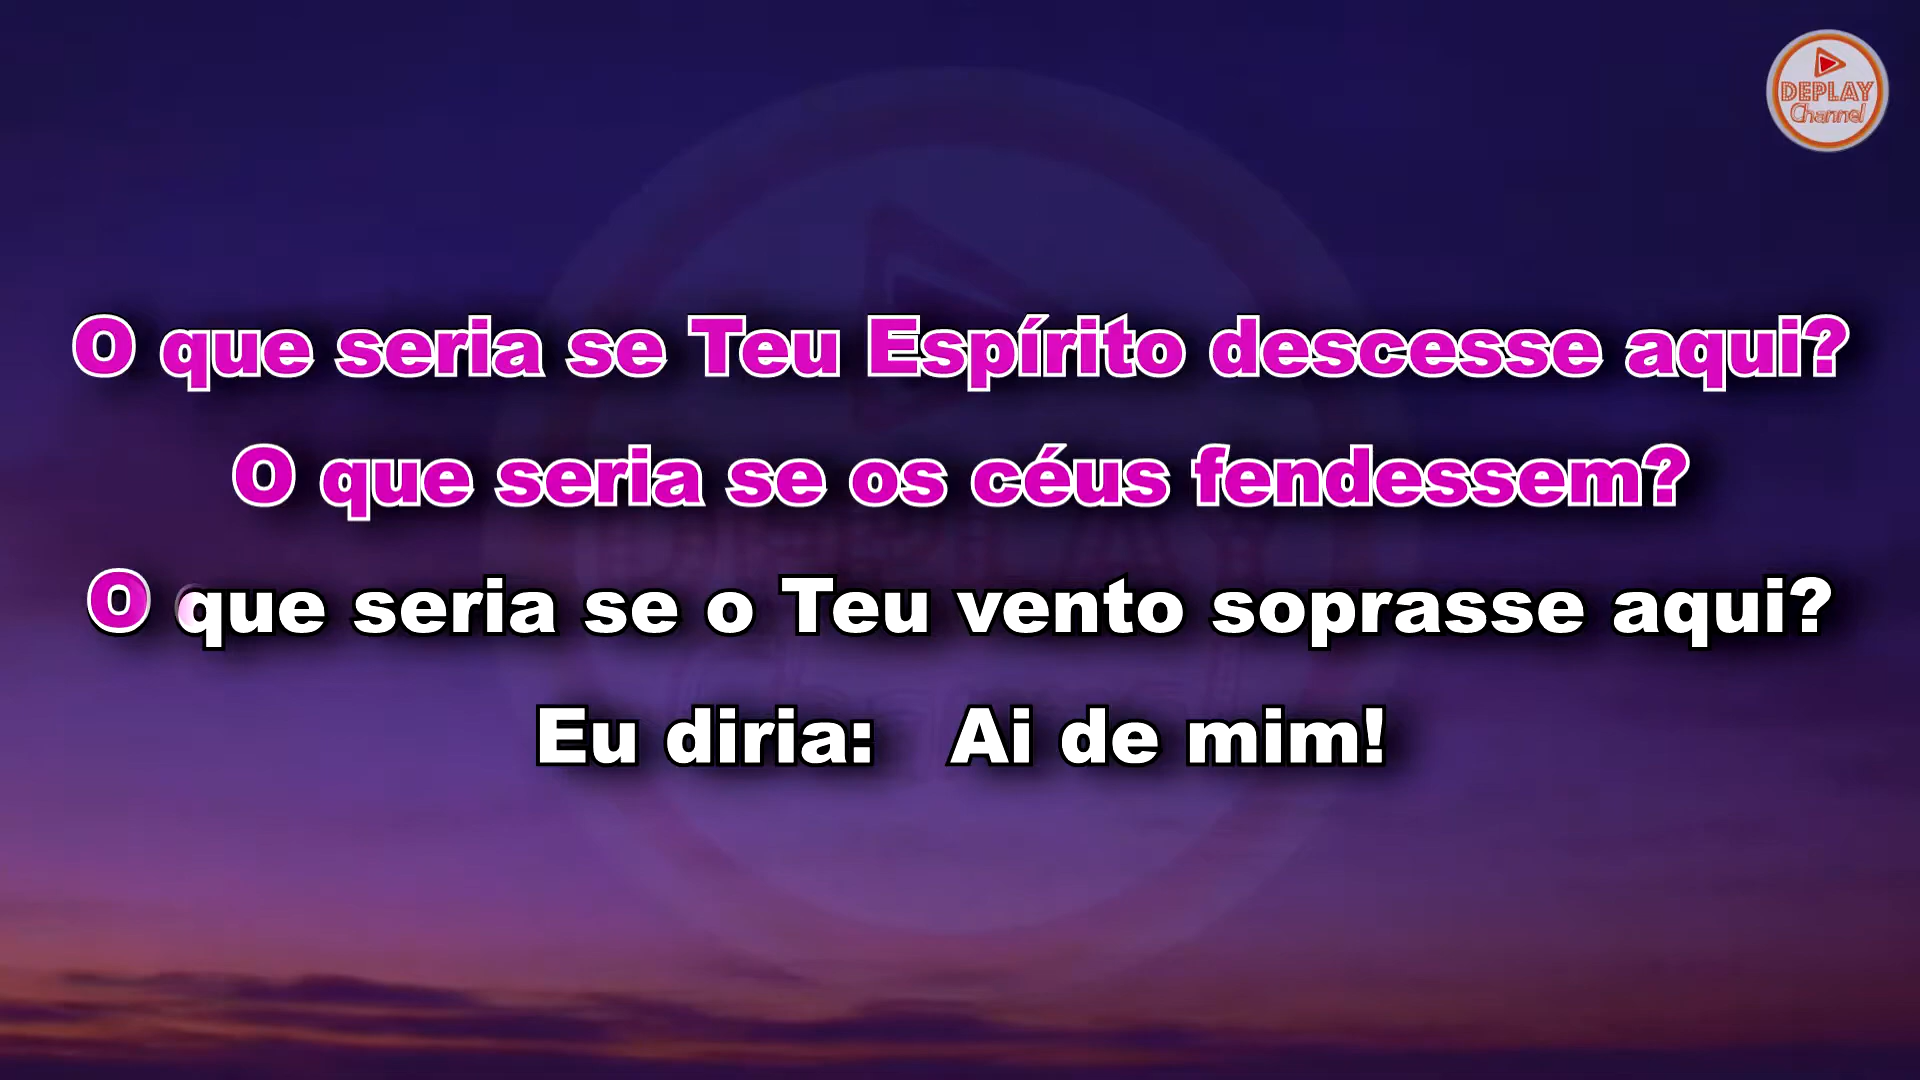 DEPLAY
Channel
O que seria se Teu Espírito descesse aqui?
O que seria se os céus fendessem?
O que seria se o Teu vento soprasse aqui?
Eu diria: Ai de mim!